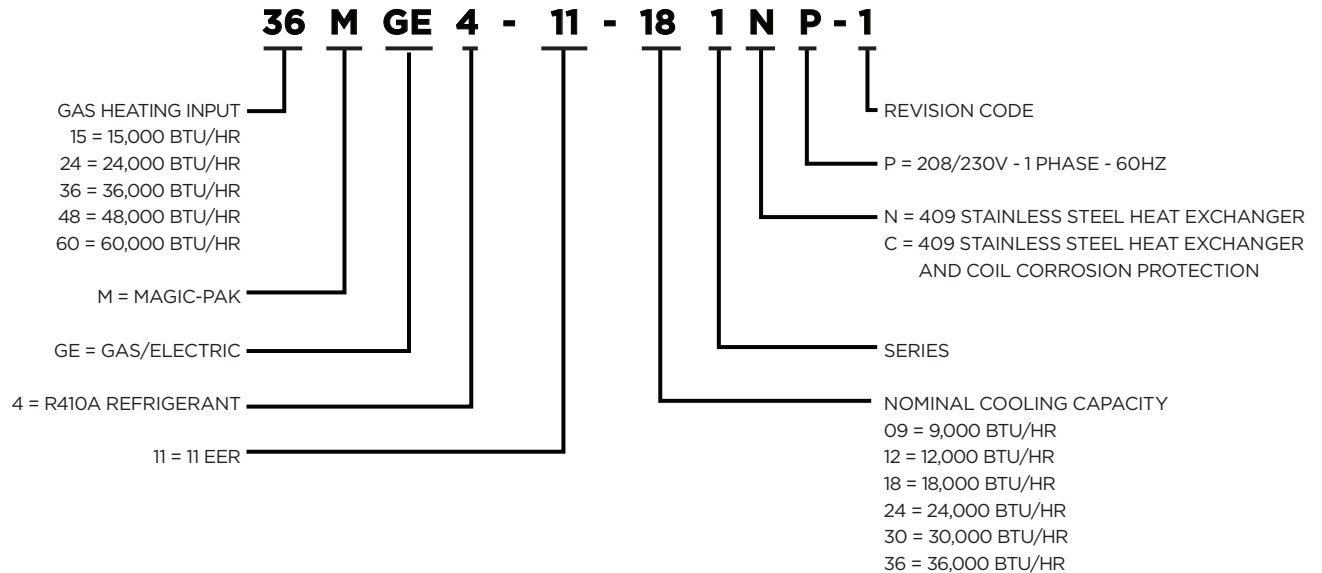 36 M GE 4 - 11 - 18 1 N P - 1
GAS HEATING INPUT
15 = 15,000 BTU/HR
24 = 24,000 BTU/HR
36 = 36,000 BTU/HR
48 = 48,000 BTU/HR
60 = 60,000 BTU/HR
M = MAGIC-PAK
GE = GAS/ELECTRIC
4 = R410A REFRIGERANT
11 = 11 EER
REVISION CODE
P = 208/230V - 1 PHASE - 60HZ
N = 409 STAINLESS STEEL HEAT EXCHANGER
C = 409 STAINLESS STEEL HEAT EXCHANGER
AND COIL CORROSION PROTECTION
SERIES
NOMINAL COOLING CAPACITY
09 = 9,000 BTU/HR
12 = 12,000 BTU/HR
18 = 18,000 BTU/HR
24 = 24,000 BTU/HR
30 = 30,000 BTU/HR
36 = 36,000 BTU/HR